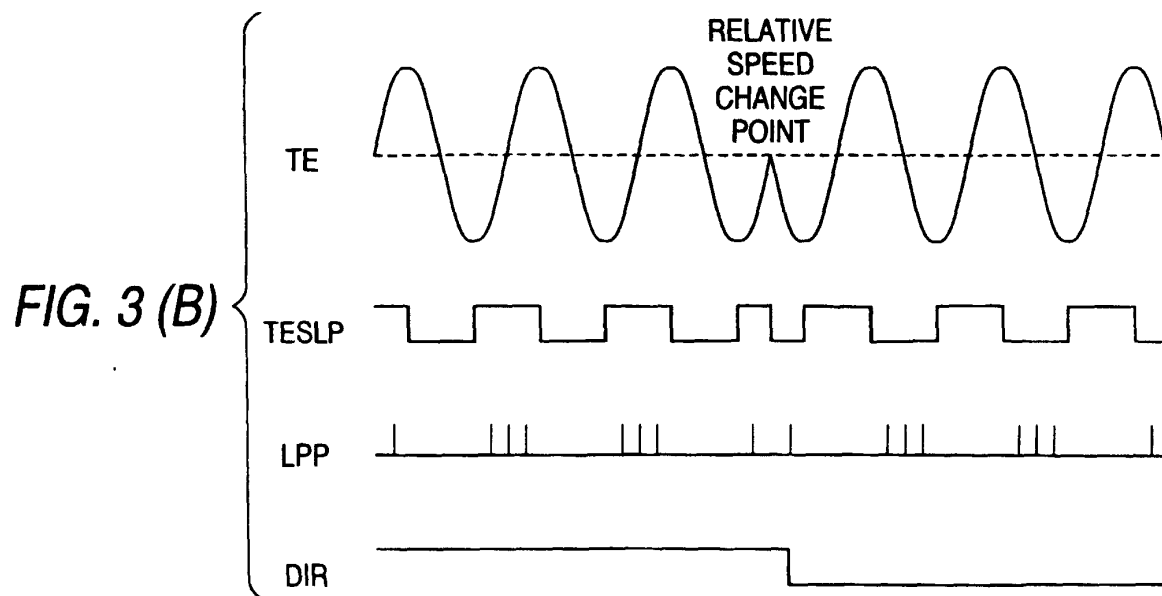 RELATIVE
SPEED
CHANGE
POINT
TE
FIG. 3 (B)
TESLP
LPP
DIR